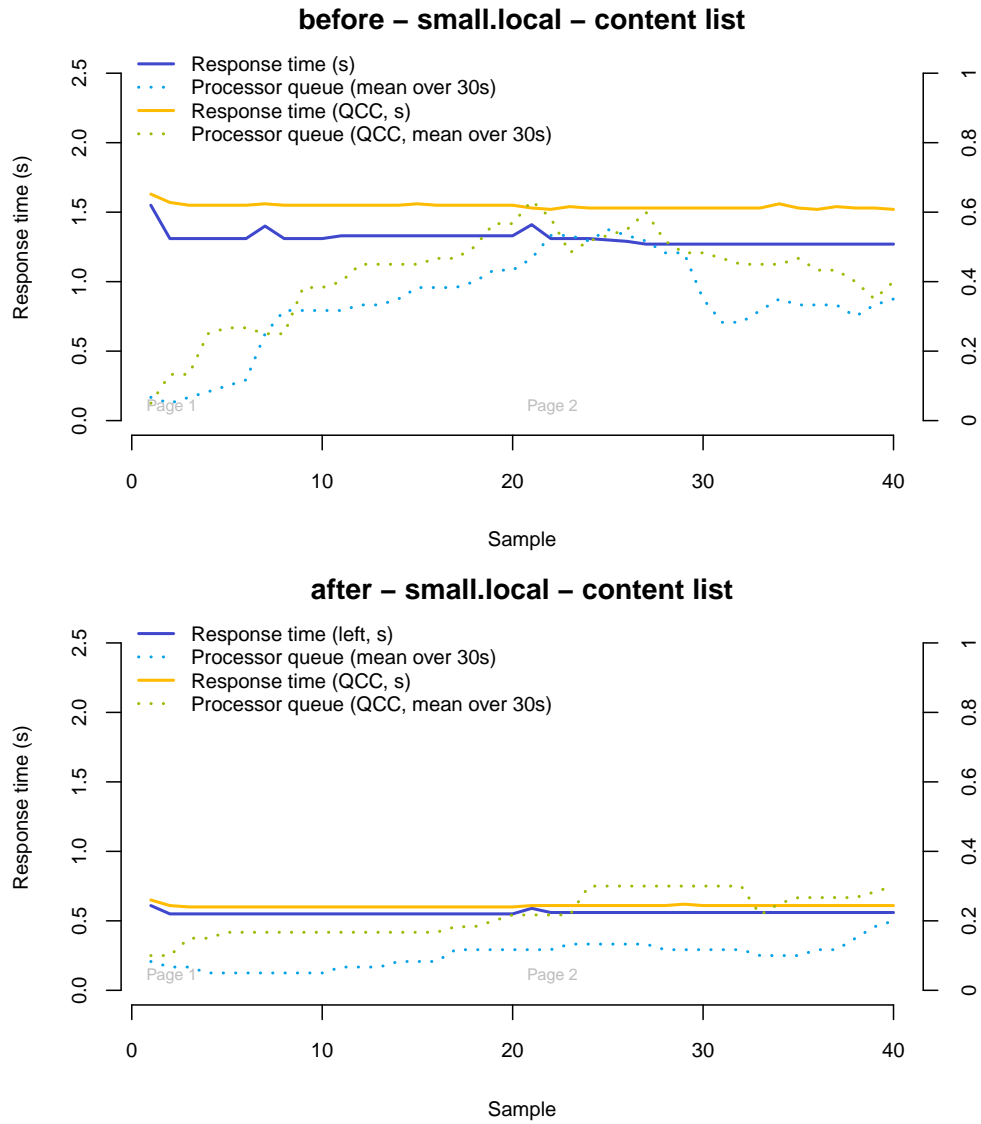 before – small.local – content list
Response time (s)
Processor queue (mean over 30s)
Response time (QCC, s)
Processor queue (QCC, mean over 30s)
Response time (s)
0.0 0.5 1.0 1.5 2.0 2.5
0 0.2 0.4 0.6 0.8 1
Page 1 Page 2
0 10 20 30 40
Sample
after – small.local – content list
Response time (left, s)
Processor queue (mean over 30s)
Response time (QCC, s)
Processor queue (QCC, mean over 30s)
Response time (s)
0.0 0.5 1.0 1.5 2.0 2.5
0 0.2 0.4 0.6 0.8 1
Page 1 Page 2
0 10 20 30 40
Sample